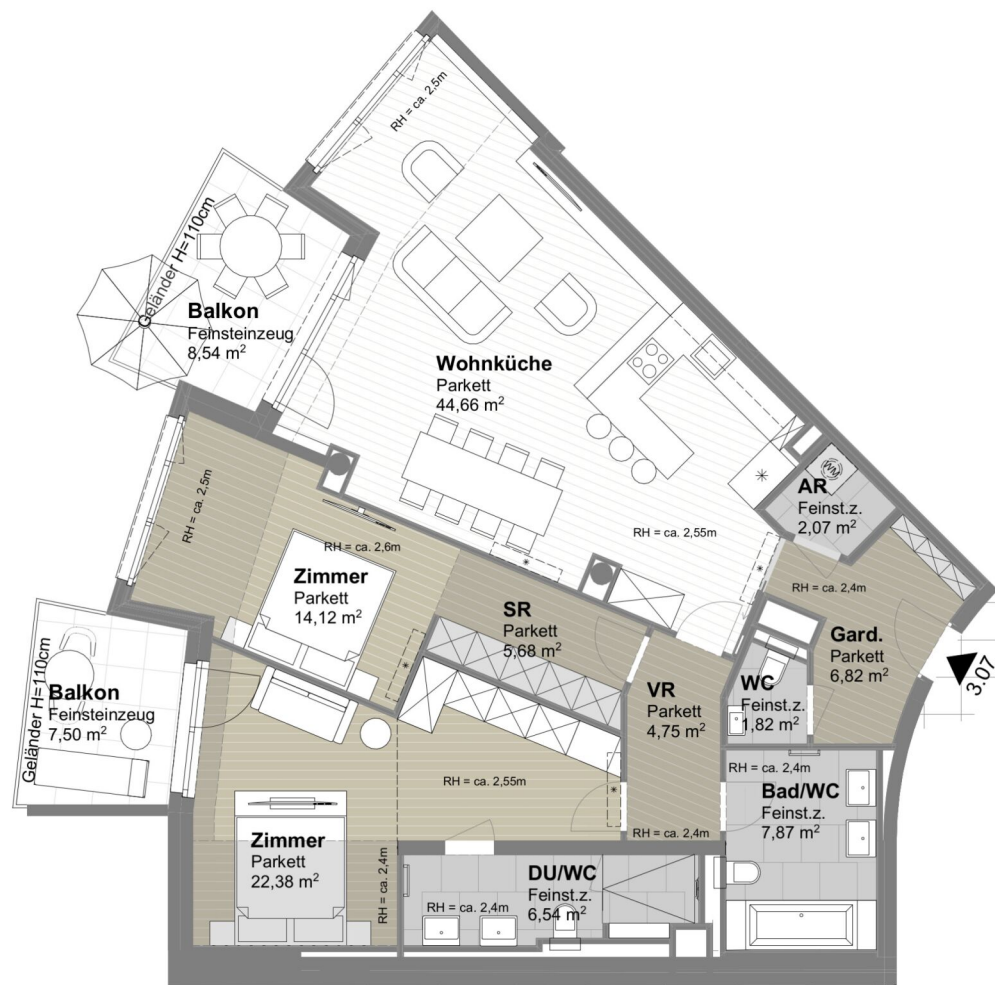 RH = ca. 2,5m
Geländer H=110cm
Balkon
Feinsteinzeug
8,54 m²
Wohnküche
Parkett
44,66 m²
WM
AR
Feinst.z.
2,07 m²
RH = ca. 2,5m
RH = ca. 2,6m
RH = ca. 2,55m
RH = ca. 2,4m
Zimmer
Parkett
14,12 m²
SR
Parkett
5,68 m²
Gard.
Parkett
6,82 m²
3.07
Geländer H=110cm
Balkon
Feinsteinzeug
7,50 m²
VR
Parkett
4,75 m²
WC
Feinst.z.
1,82 m²
RH = ca. 2,55m
RH = ca. 2,4m
Bad/WC
Feinst.z.
7,87 m²
RH = ca. 2,4m
Zimmer
Parkett
22,38 m²
RH = ca. 2,4m
DU/WC
Feinst.z.
6,54 m²
RH = ca. 2,4m